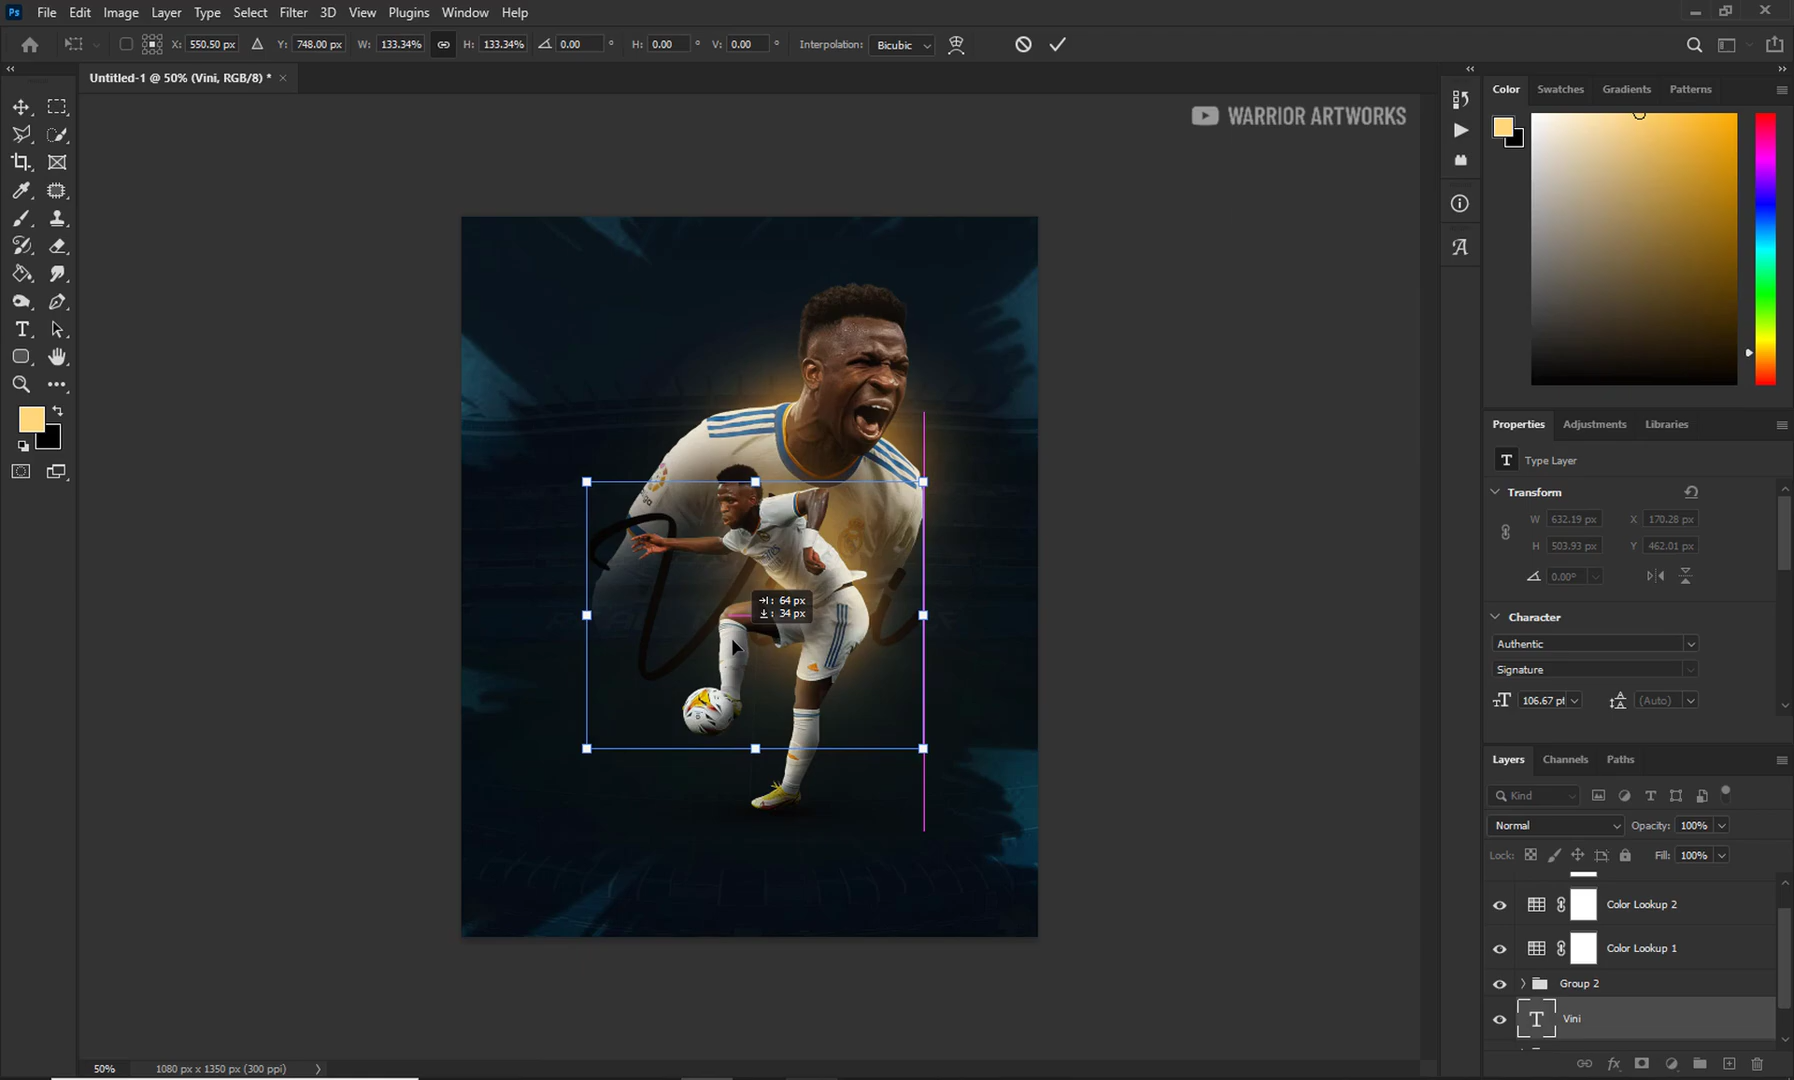 Ps File Edit Image Layer Type Select Filter 3D View Plugins Window Help
X: 550.50 px Y: 748.00 px W: 133.34% H: 133.34% 0.00 ° H: 0.00 ° V: 0.00 ° Interpolation: Bicubic
Untitled-1 @ 50% (Vini, RGB/8) *
WARRIOR ARTWORKS
Color Swatches Gradients Patterns
Vini
: 64 px
: 34 px
Properties Adjustments Libraries
T Type Layer
Transform
W 632.19 px X 170.28 px
H 503.93 px Y 462.01 px
0.00°
Character
Authentic
Signature
106.67 pt (Auto)
Layers Channels Paths
Kind
Normal Opacity: 100%
Lock: Fill: 100%
Color Lookup 2
Color Lookup 1
Group 2
T Vini
50% 1080 px x 1350 px (300 ppi)